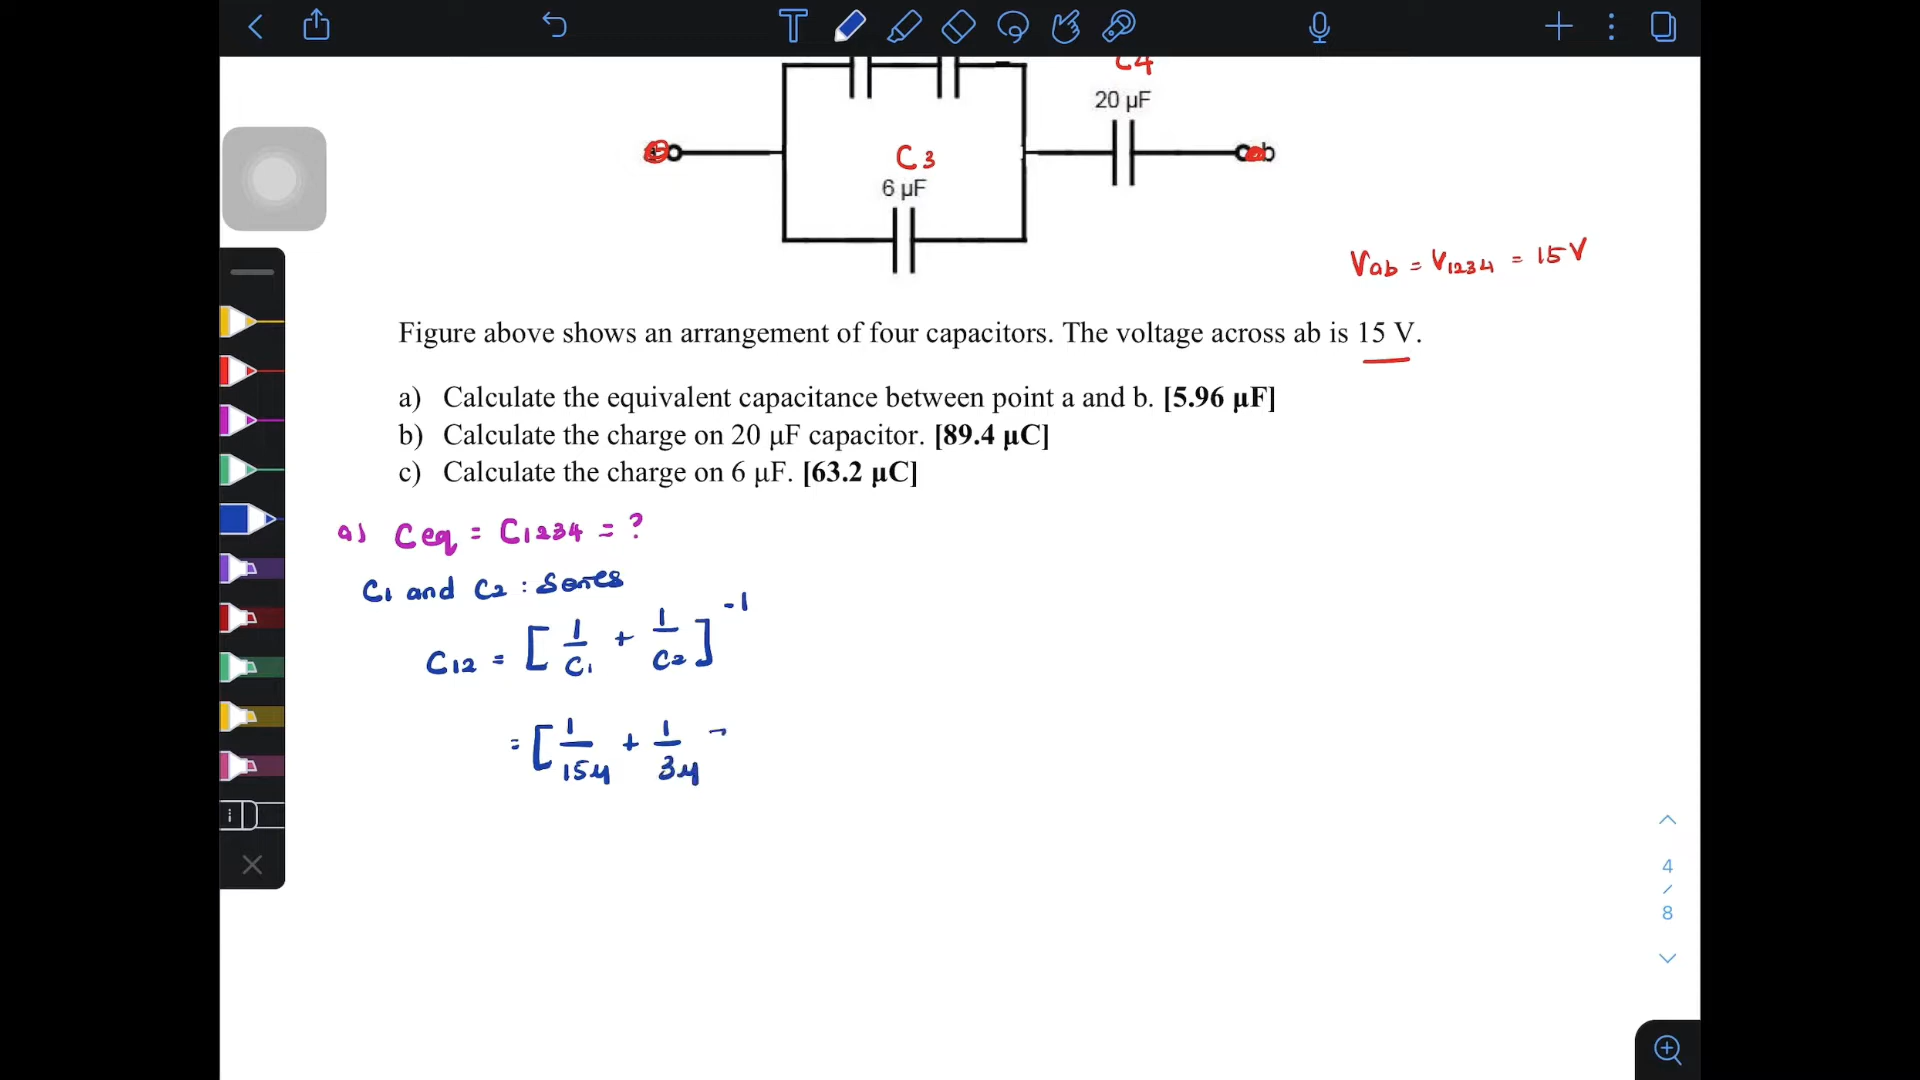 C4
20 μF
b
C3
6 μF
Vab = V1234 = 15V
Figure above shows an arrangement of four capacitors. The voltage across ab is 15 V.
a) Calculate the equivalent capacitance between point a and b. [5.96 μF]
b) Calculate the charge on 20 μF capacitor. [89.4 μC]
c) Calculate the charge on 6 μF. [63.2 μC]
a) Ceq = C1234 = ?
C1 and C2 : Series
C12 = [ 1/C1 + 1/C2 ]^-1
= [ 1/15μ + 1/3μ
4
/
8